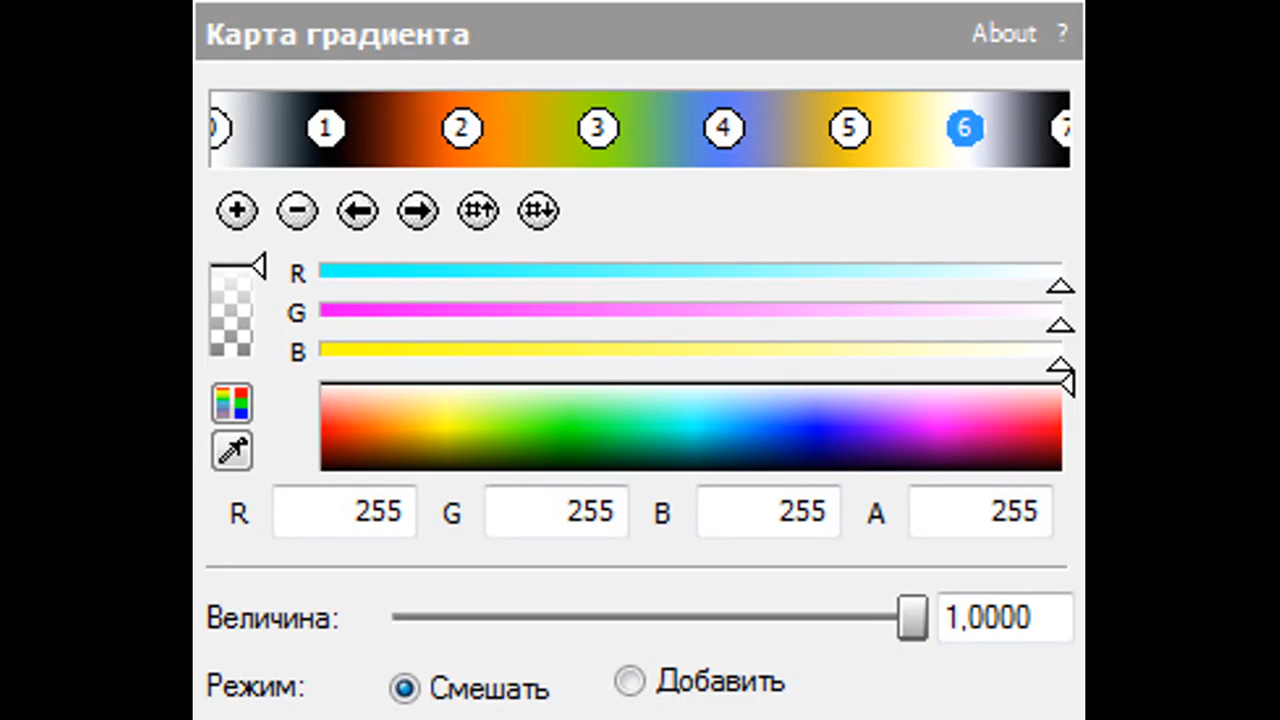 Карта градиента About ?
1 2 3 4 5 6 7
R
G
B
R 255 G 255 B 255 A 255
Величина: 1,0000
Режим: Смешать Добавить